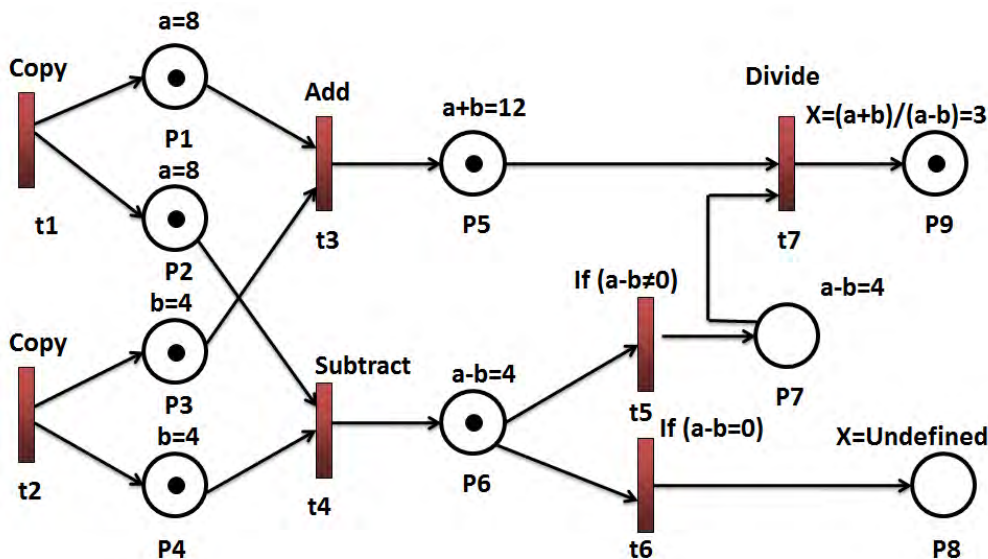 a=8
Copy
P1
t1
a=8
P2
Add
t3
a+b=12
P5
Divide
X=(a+b)/(a-b)=3
t7
P9
b=4
Copy
P3
t2
b=4
P4
Subtract
t4
a-b=4
P6
If (a-b≠0)
t5
a-b=4
P7
If (a-b=0)
t6
X=Undefined
P8